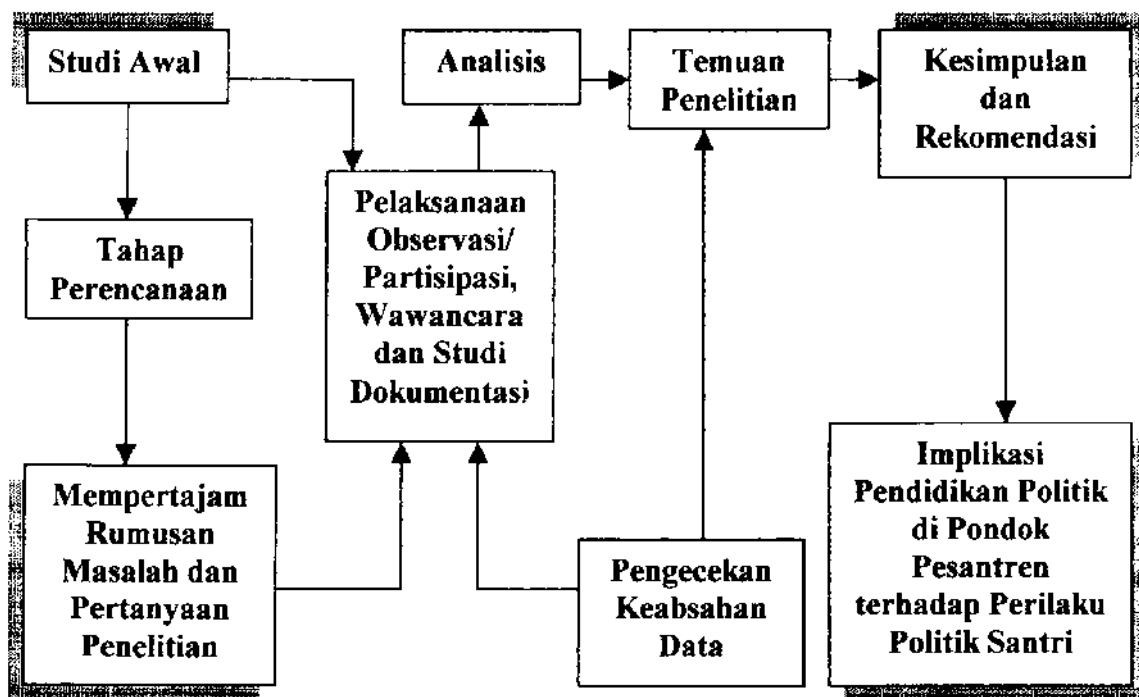 Studi Awal
Tahap
Perencanaan
Mempertajam
Rumusan
Masalah dan
Pertanyaan
Penelitian
Pelaksanaan
Observasi/
Partisipasi,
Wawancara
dan Studi
Dokumentasi
Analisis
Temuan
Penelitian
Pengecekan
Keabsahan
Data
Kesimpulan
dan
Rekomendasi
Implikasi
Pendidikan Politik
di Pondok
Pesantren
terhadap Perilaku
Politik Santri